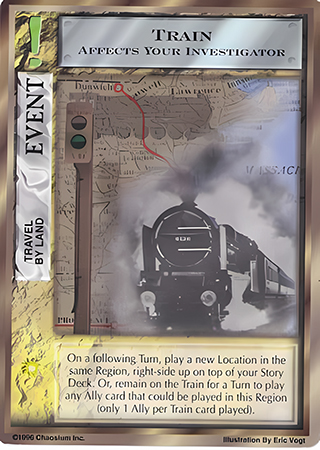 TRAIN
AFFECTS YOUR INVESTIGATOR
!
EVENT
TRAVEL
BY LAND
Dunwich
Lawrence
MASSAC
On a following Turn, play a new Location in the
same Region, right-side up on top of your Story
Deck. Or, remain on the Train for a Turn to play
any Ally card that could be played in this Region
(only 1 Ally per Train card played).
©1996 Chaosium Inc.
Illustration By Eric Vogt